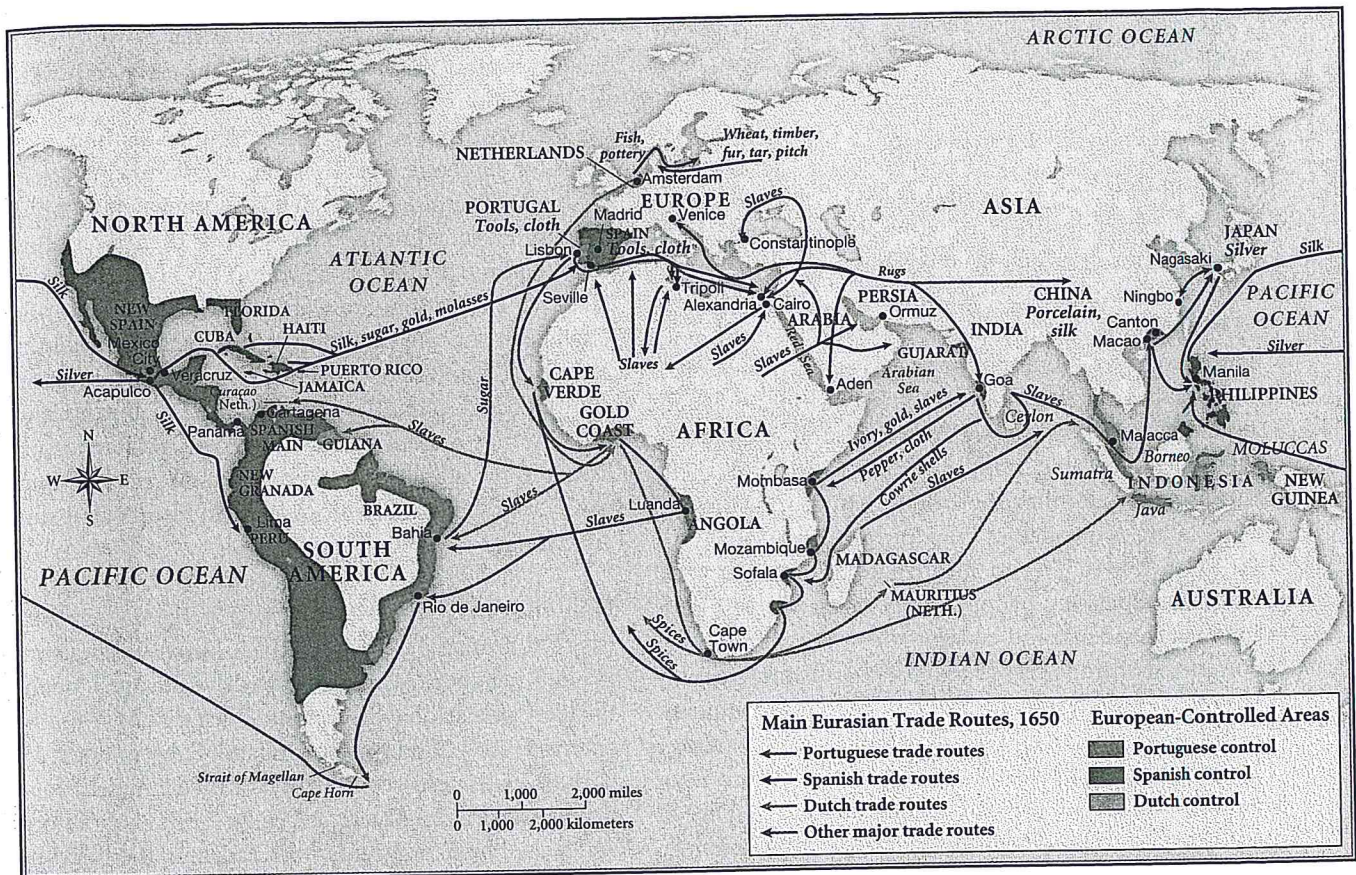 ARCTIC OCEAN
Fish,
pottery
Wheat, timber,
fur, tar, pitch
NETHERLANDS
Amsterdam
EUROPE
Slaves
PORTUGAL
Tools, cloth
Madrid
Venice
SPAIN
Tools, cloth
Constantinople
Lisbon
Seville
NORTH AMERICA
ATLANTIC
OCEAN
ASIA
JAPAN
Silver
Silk
Nagasaki
Rugs
Tripoli
Alexandria
Cairo
PERSIA
Ormuz
ARABIA
CHINA
Porcelain,
silk
Ningbo
PACIFIC
OCEAN
INDIA
Canton
Macao
Silver
Silk
NEW
SPAIN
Mexico
City
FLORIDA
CUBA
HAITI
Silk, sugar, gold, molasses
PUERTO RICO
JAMAICA
Silver
Acapulco
Veracruz
Curaçao
(Neth.)
Cartagena
Panama
SPANISH
MAIN
GUIANA
Silk
Sugar
Slaves
Slaves
Slaves
Red Sea
GUJARAT
Arabian
Sea
Aden
Goa
Slaves
Ceylon
Manila
PHILIPPINES
CAPE
VERDE
GOLD
COAST
AFRICA
Slaves
Ivory, gold, slaves
Pepper, cloth
Cowrie shells
Slaves
Malacca
Borneo
MOLUCCAS
Sumatra
INDONESIA
NEW
GUINEA
Java
N
W
E
S
NEW
GRANADA
Lima
PERU
BRAZIL
Bahia
SOUTH
AMERICA
Slaves
Slaves
Luanda
ANGOLA
Mombasa
Mozambique
MADAGASCAR
Sofala
MAURITIUS
(NETH.)
PACIFIC OCEAN
Rio de Janeiro
AUSTRALIA
Spices
Spices
Cape
Town
INDIAN OCEAN
Strait of Magellan
Cape Horn
0 1,000 2,000 miles
0 1,000 2,000 kilometers
Main Eurasian Trade Routes, 1650
Portuguese trade routes
Spanish trade routes
Dutch trade routes
Other major trade routes
European-Controlled Areas
Portuguese control
Spanish control
Dutch control